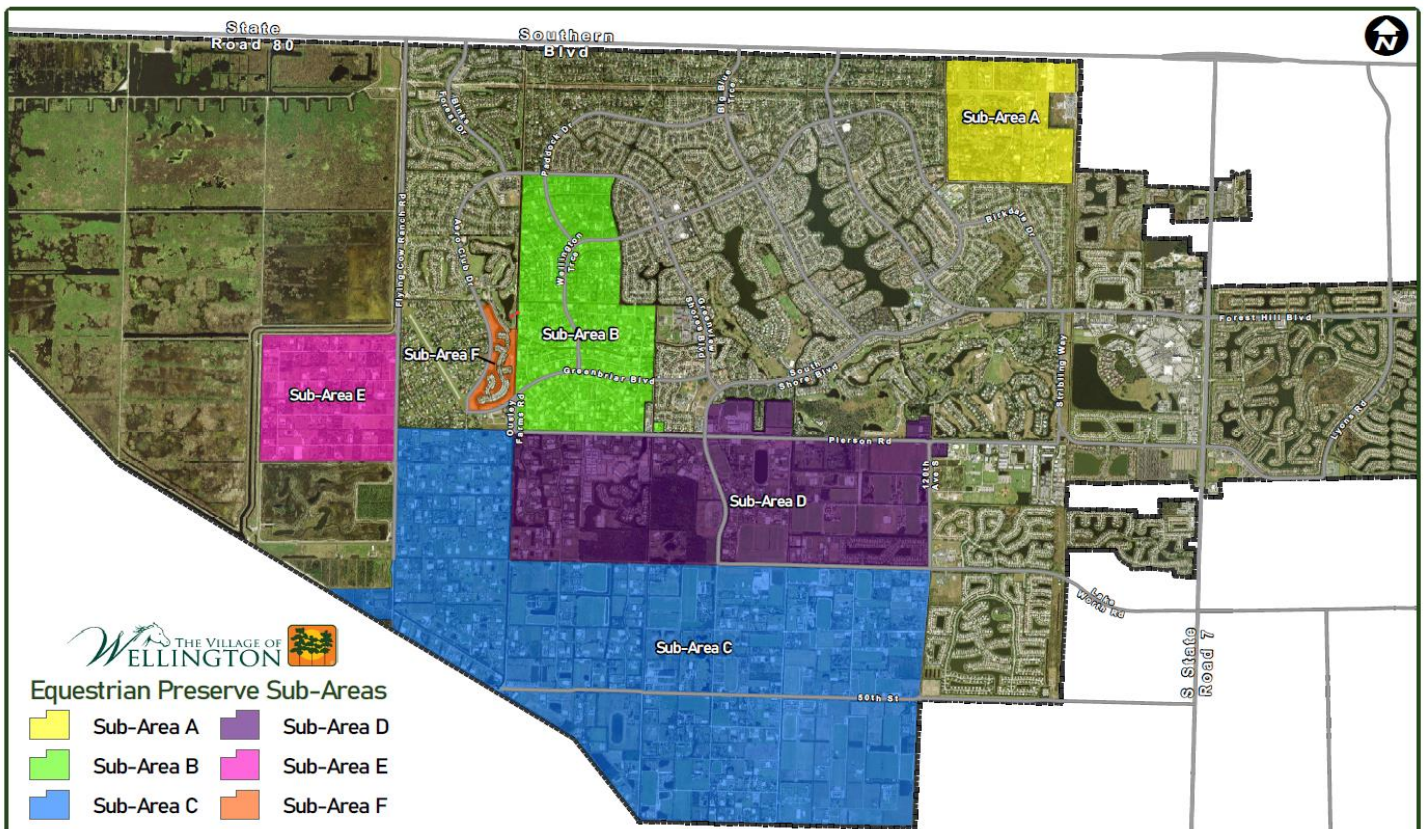 State
Road 80
Southern
Blvd
N
Sub-Area A
Binks
Forest Dr
Big Blue
Trce
Paddock Dr
Flying Cow Ranch Rd
Aero Club Dr
Wellington
Trce
Birkdale Dr
Greenview
Shores Blvd
Forest Hill Blvd
Sub-Area B
Sub-Area F
Greenbriar Blvd
South
Shore Blvd
Stribling Way
Sub-Area E
Ousley
Farms Rd
Lyons Rd
Pierson Rd
120th
Ave S
Sub-Area D
Lake
Worth Rd
Sub-Area C
S State
Road 7
50th St
THE VILLAGE OF
WELLINGTON
Equestrian Preserve Sub-Areas
Sub-Area A
Sub-Area D
Sub-Area B
Sub-Area E
Sub-Area C
Sub-Area F